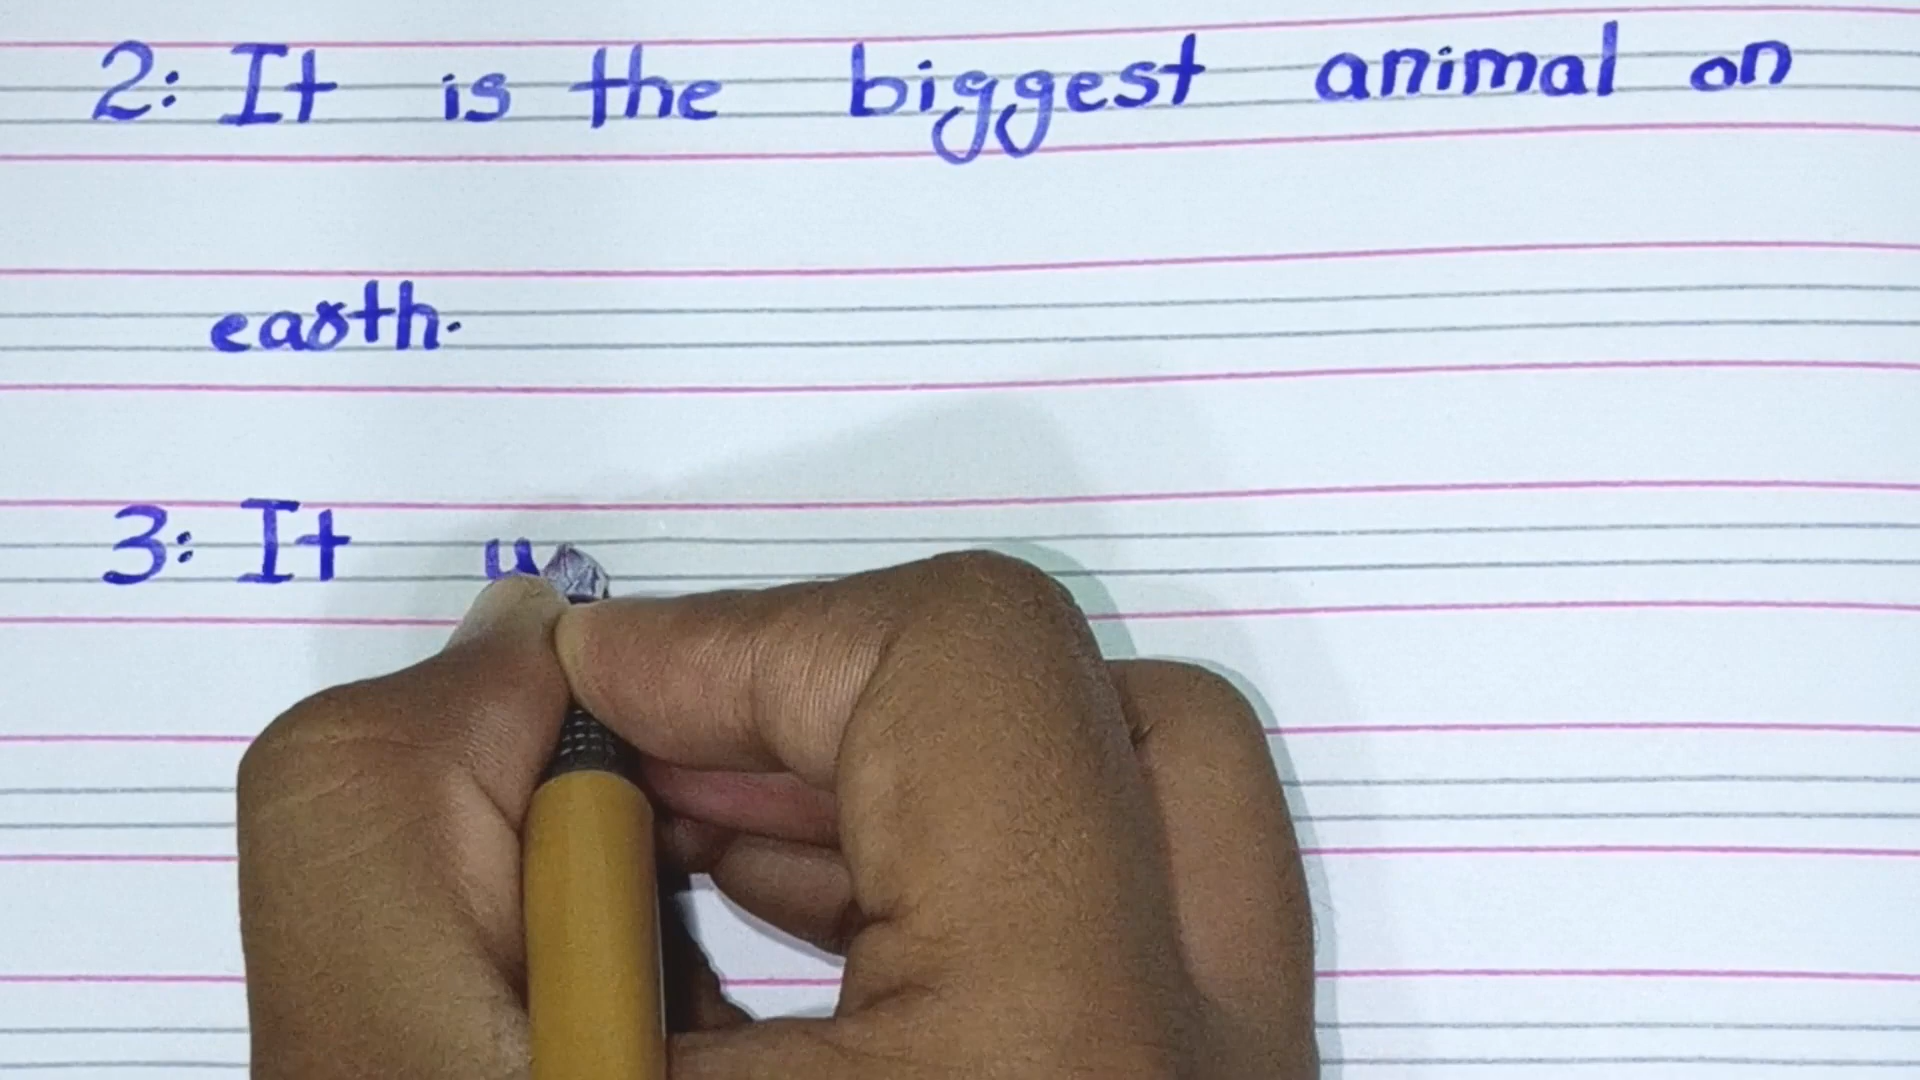 2: It is the biggest animal on
earth.
3: It